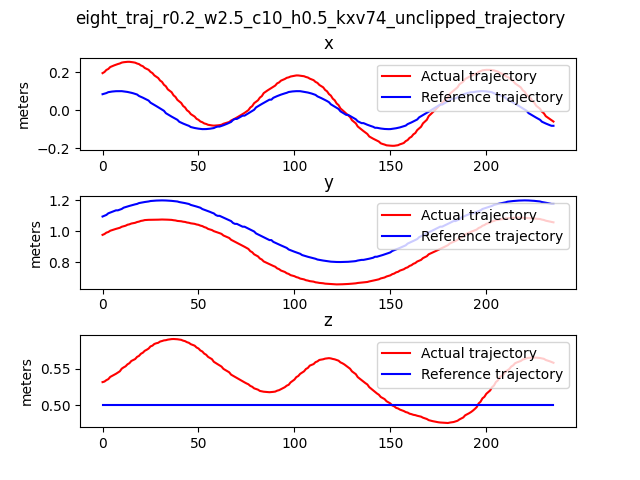 eight_traj_r0.2_w2.5_c10_h0.5_kxv74_unclipped_trajectory
x
meters
0.2
0.0
−0.2
Actual trajectory
Reference trajectory
0 50 100 150 200
y
meters
1.2
1.0
0.8
Actual trajectory
Reference trajectory
0 50 100 150 200
z
meters
0.55
0.50
Actual trajectory
Reference trajectory
0 50 100 150 200